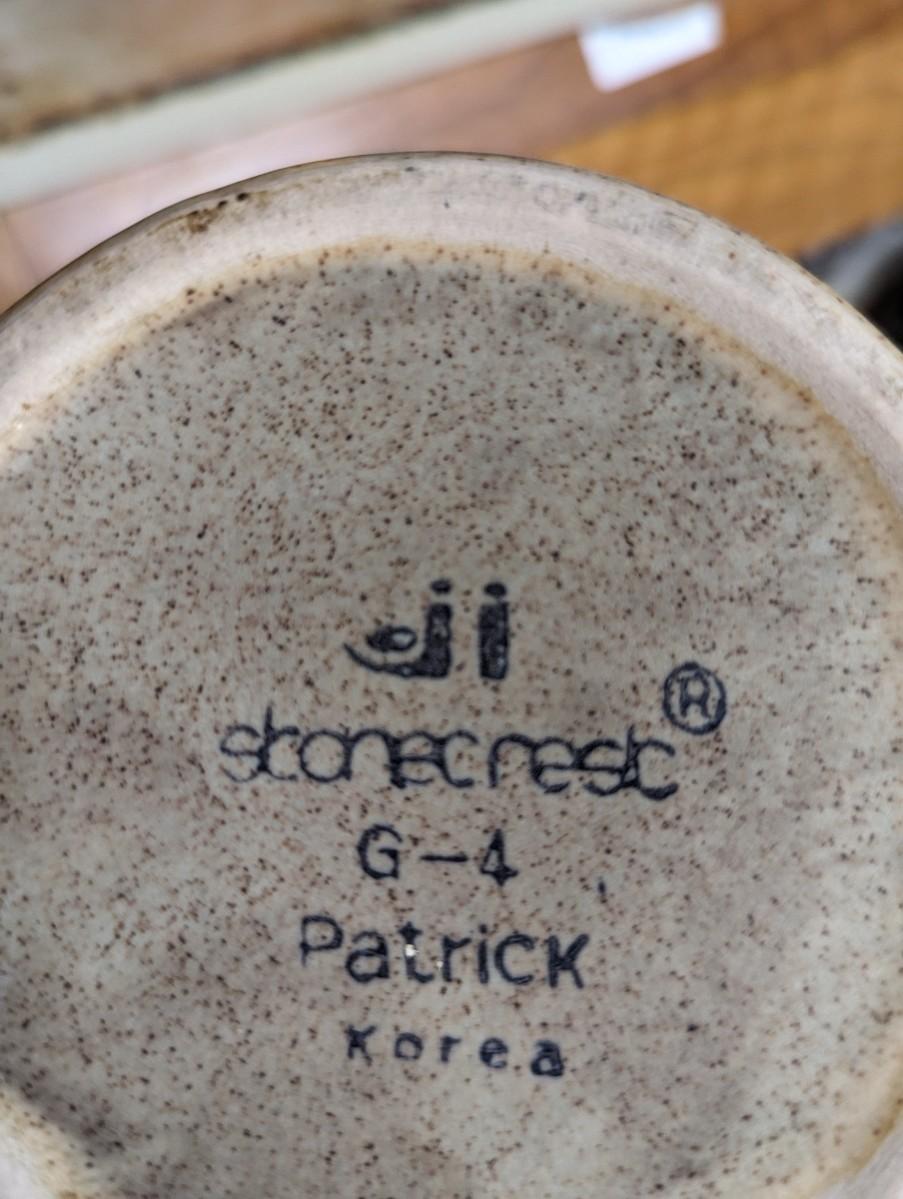 ji
stonecrest®
G-4
Patrick
Korea